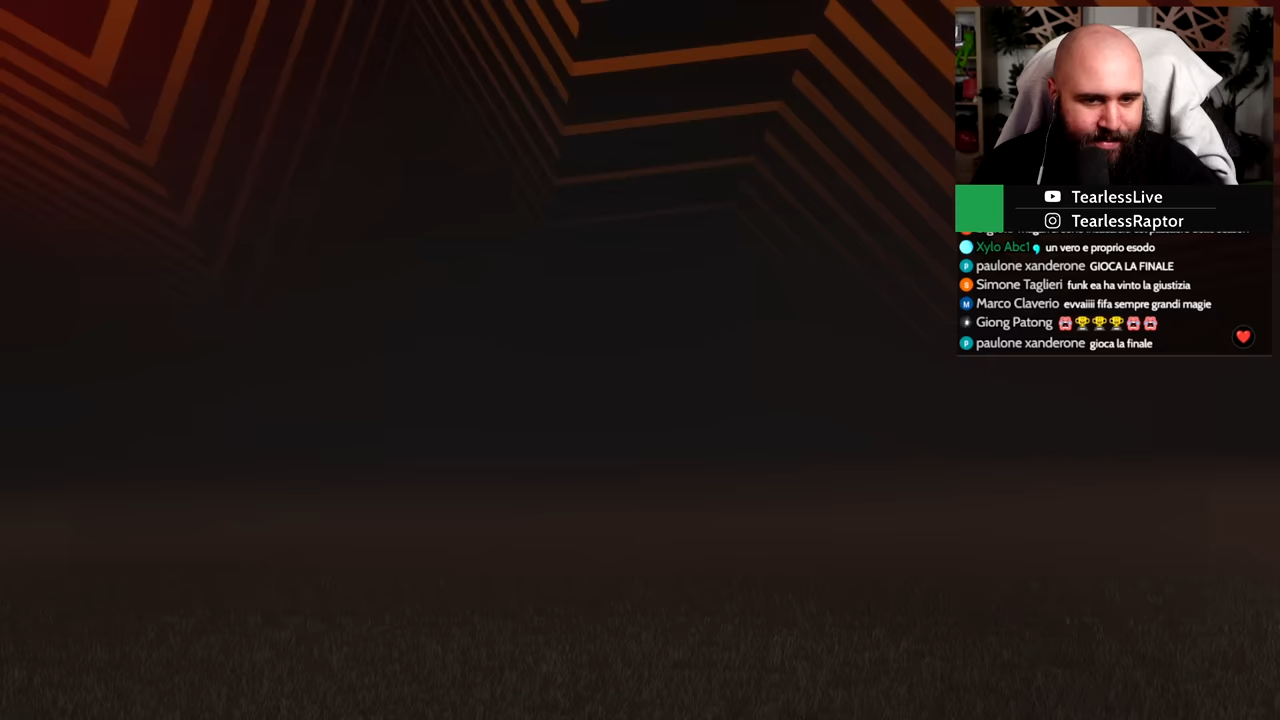 TearlessLive
TearlessRaptor
Xylo Abc1 un vero e proprio esodo
paulone xanderone GIOCA LA FINALE
Simone Taglieri funk ea ha vinto la giustizia
Marco Claverio evvaiiii fifa sempre grandi magie
Giong Patong
paulone xanderone gioca la finale